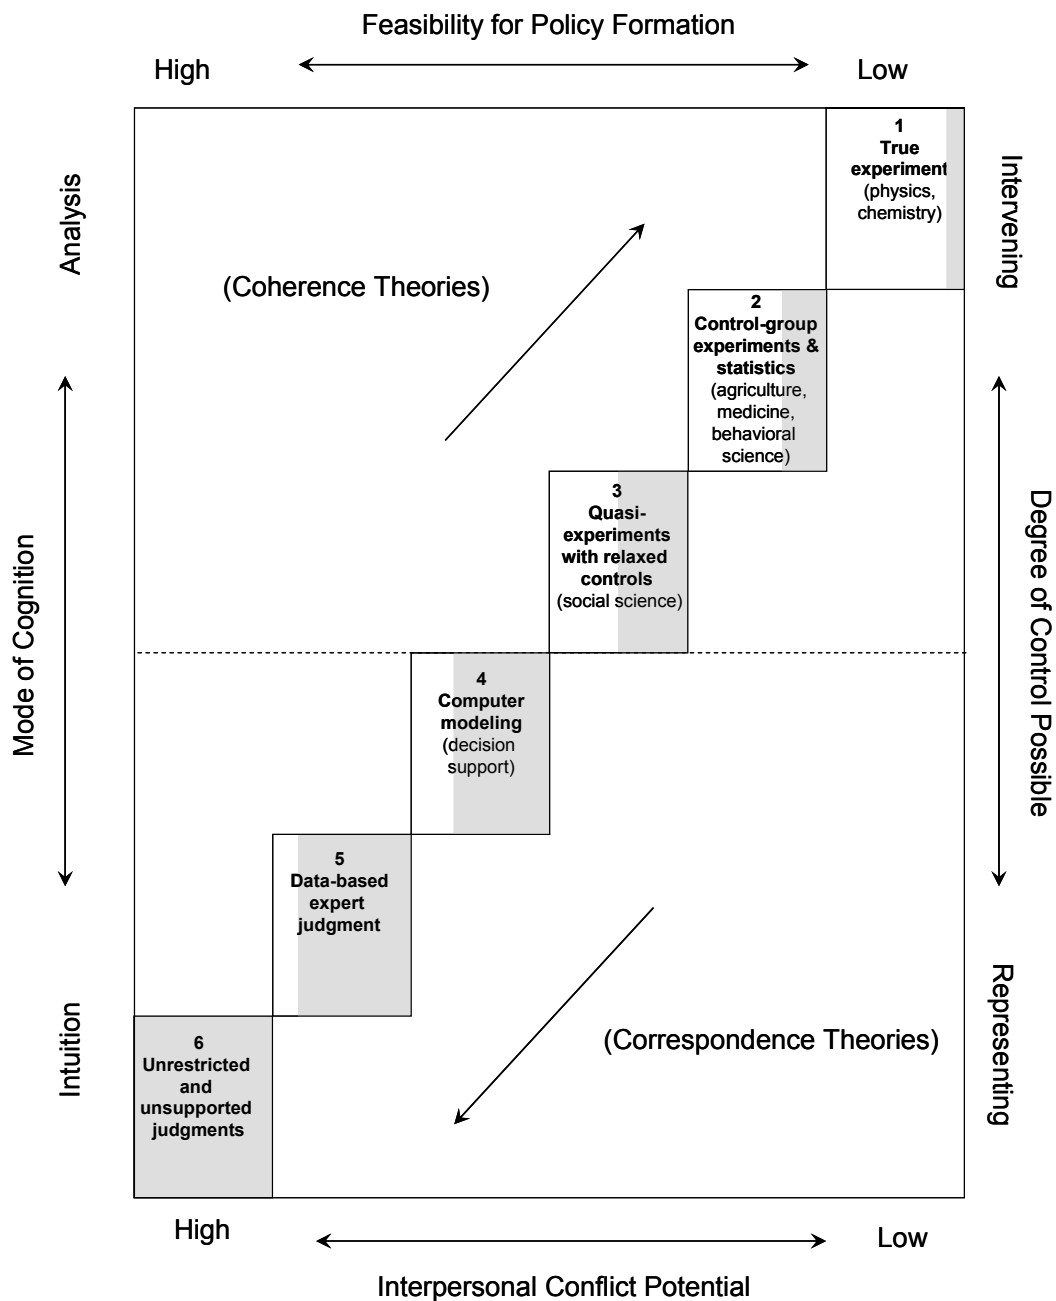 Feasibility for Policy Formation
High
Low
1
True
experiment
(physics,
chemistry)
Analysis
Intervening
(Coherence Theories)
2
Control-group
experiments &
statistics
(agriculture,
medicine,
behavioral
science)
3
Quasi-
experiments
with relaxed
controls
(social science)
Mode of Cognition
Degree of Control Possible
4
Computer
modeling
(decision
support)
5
Data-based
expert
judgment
Intuition
Representing
(Correspondence Theories)
6
Unrestricted
and
unsupported
judgments
High
Low
Interpersonal Conflict Potential